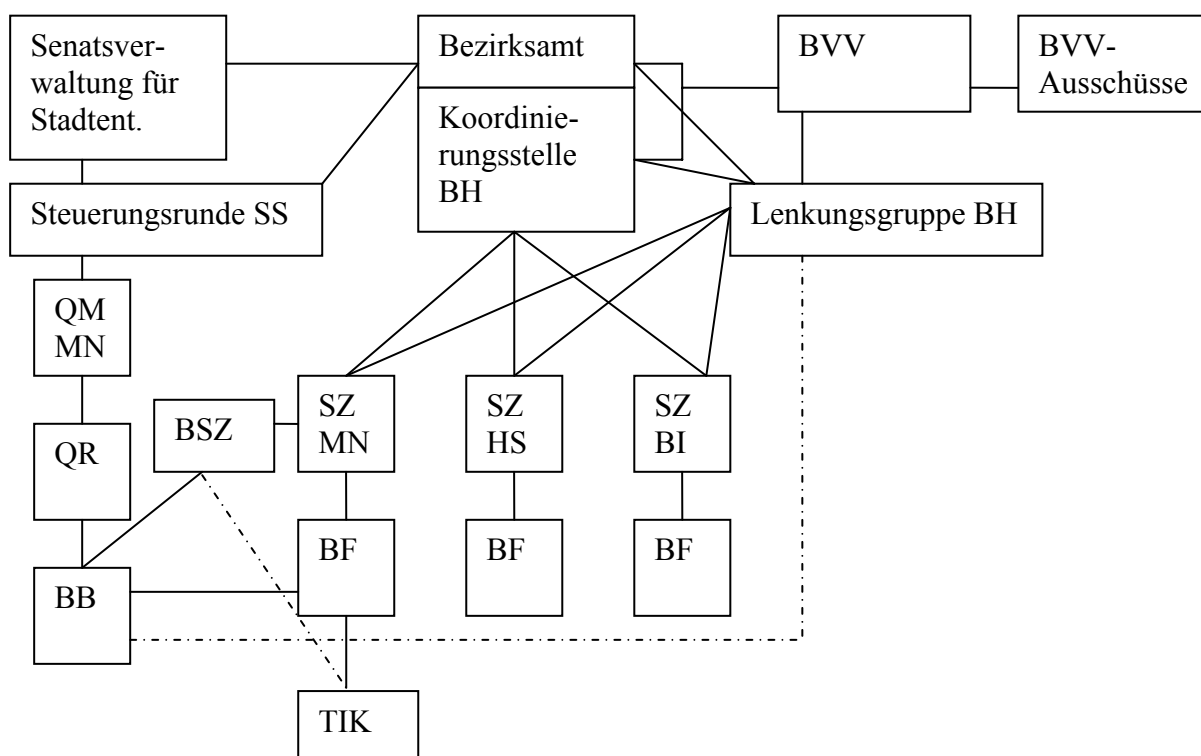 Senatsver-
waltung für
Stadtent.
Bezirksamt
BVV
BVV-
Ausschüsse
Koordinie-
rungsstelle
BH
Steuerungsrunde SS
Lenkungsgruppe BH
QM
MN
BSZ
SZ
MN
SZ
HS
SZ
BI
QR
BF
BF
BF
BB
TIK